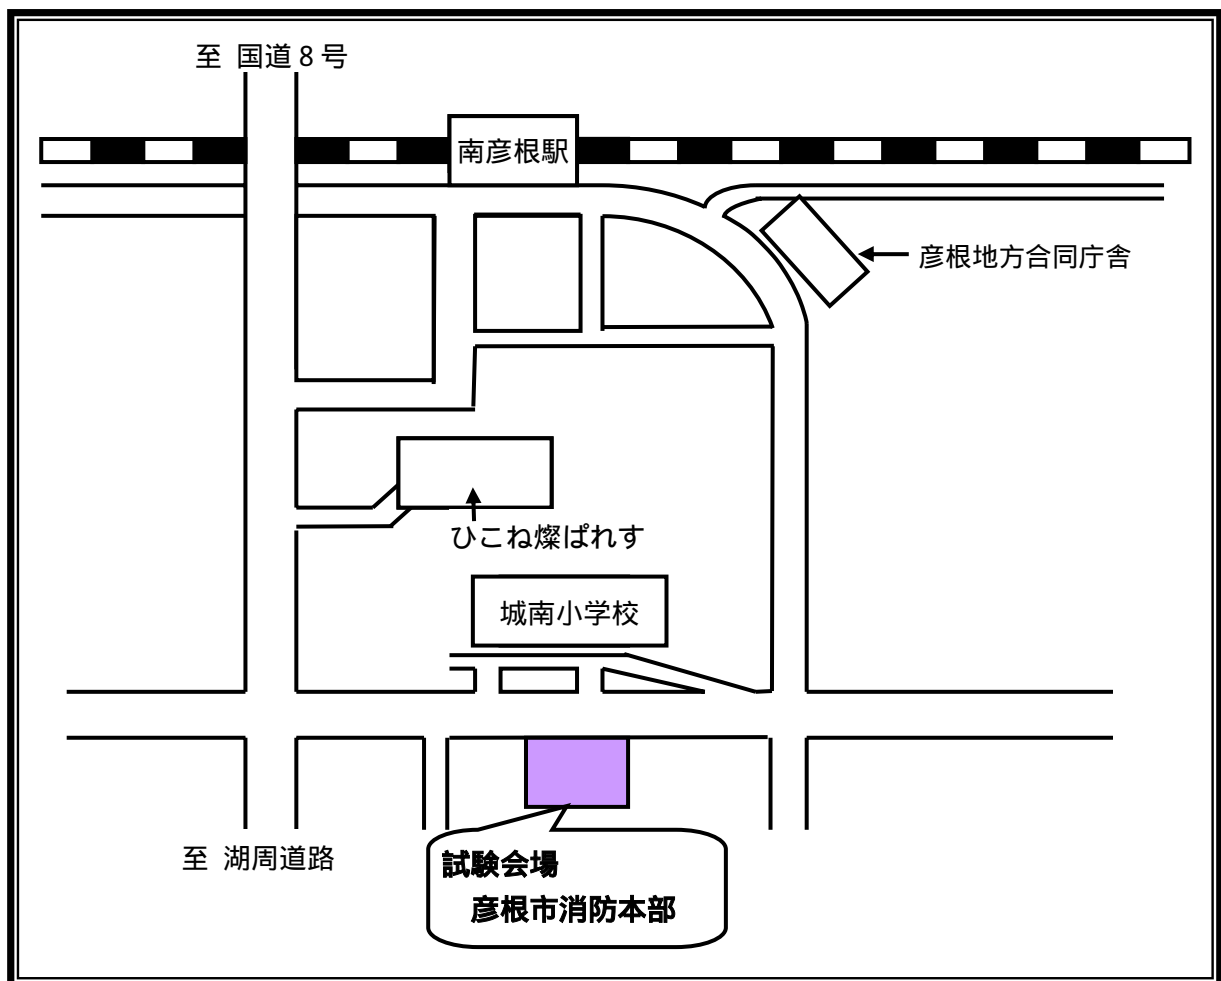 至 国道8号
南彦根駅
彦根地方合同庁舎
ひこね燦ぱれす
城南小学校
至 湖周道路
試験会場
彦根市消防本部